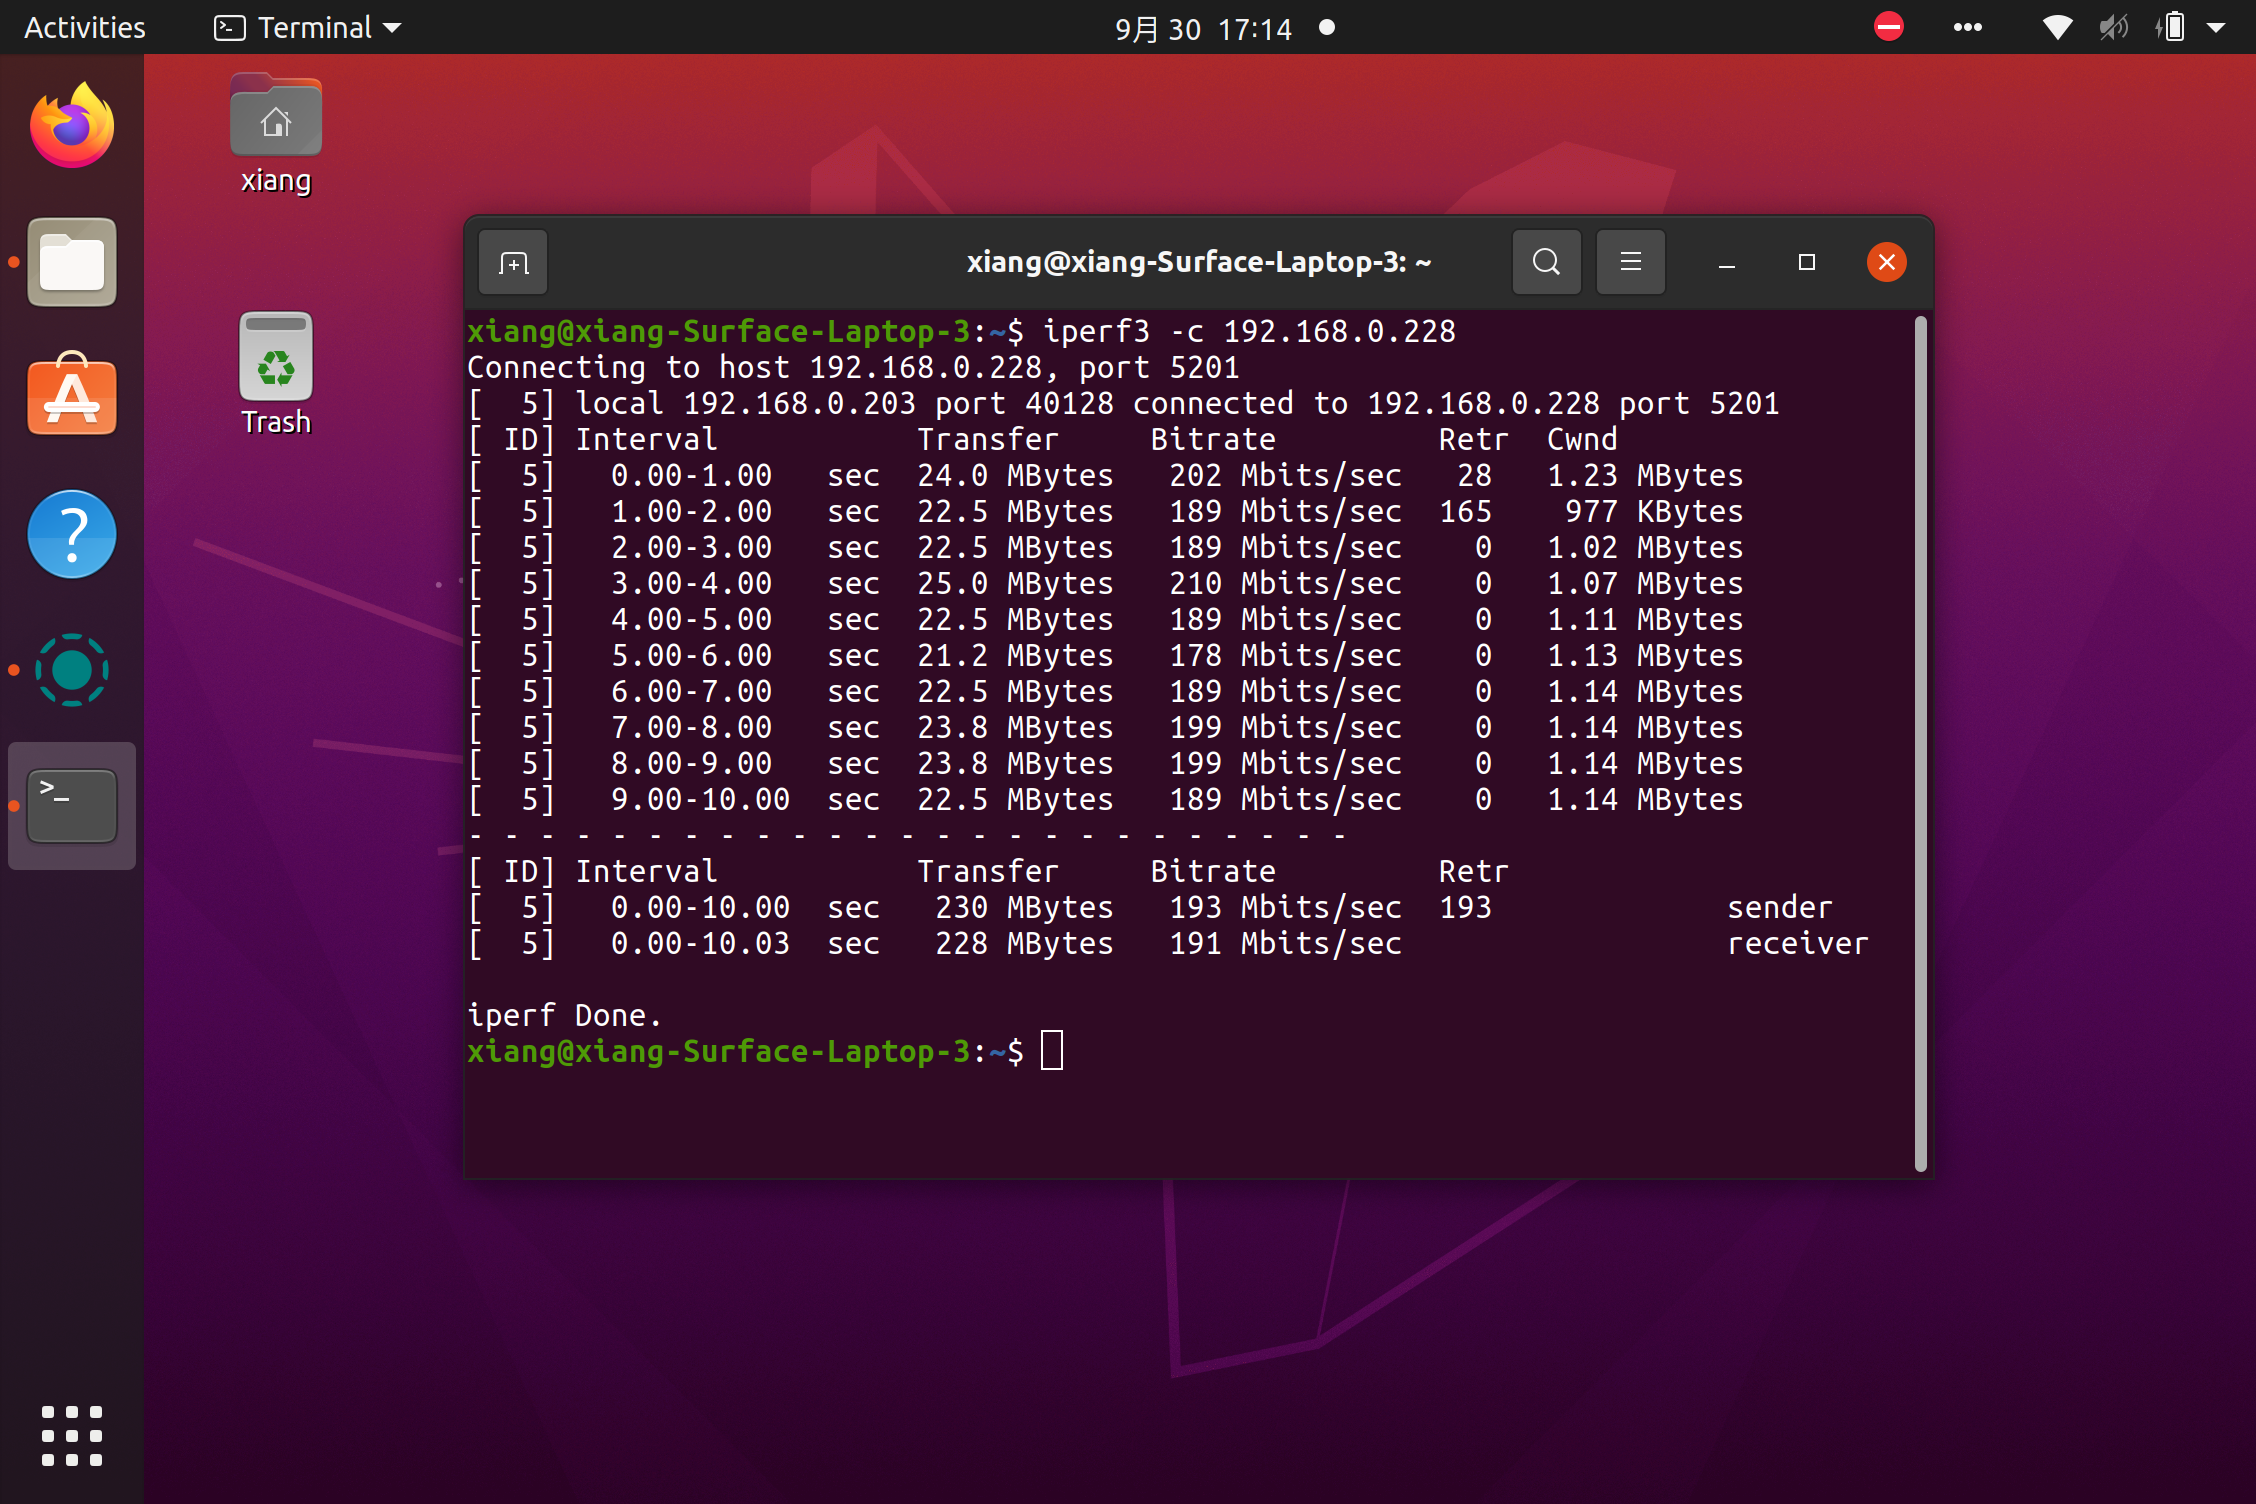 Activities
Terminal
9月 30 17:14
xiang
Trash
xiang@xiang-Surface-Laptop-3: ~
xiang@xiang-Surface-Laptop-3:~$ iperf3 -c 192.168.0.228
Connecting to host 192.168.0.228, port 5201
[  5] local 192.168.0.203 port 40128 connected to 192.168.0.228 port 5201
[ ID] Interval           Transfer     Bitrate         Retr  Cwnd
[  5]   0.00-1.00   sec  24.0 MBytes   202 Mbits/sec   28   1.23 MBytes
[  5]   1.00-2.00   sec  22.5 MBytes   189 Mbits/sec  165    977 KBytes
[  5]   2.00-3.00   sec  22.5 MBytes   189 Mbits/sec    0   1.02 MBytes
[  5]   3.00-4.00   sec  25.0 MBytes   210 Mbits/sec    0   1.07 MBytes
[  5]   4.00-5.00   sec  22.5 MBytes   189 Mbits/sec    0   1.11 MBytes
[  5]   5.00-6.00   sec  21.2 MBytes   178 Mbits/sec    0   1.13 MBytes
[  5]   6.00-7.00   sec  22.5 MBytes   189 Mbits/sec    0   1.14 MBytes
[  5]   7.00-8.00   sec  23.8 MBytes   199 Mbits/sec    0   1.14 MBytes
[  5]   8.00-9.00   sec  23.8 MBytes   199 Mbits/sec    0   1.14 MBytes
[  5]   9.00-10.00  sec  22.5 MBytes   189 Mbits/sec    0   1.14 MBytes
- - - - - - - - - - - - - - - - - - - - - - - - -
[ ID] Interval           Transfer     Bitrate         Retr
[  5]   0.00-10.00  sec   230 MBytes   193 Mbits/sec  193             sender
[  5]   0.00-10.03  sec   228 MBytes   191 Mbits/sec                  receiver
iperf Done.
xiang@xiang-Surface-Laptop-3:~$